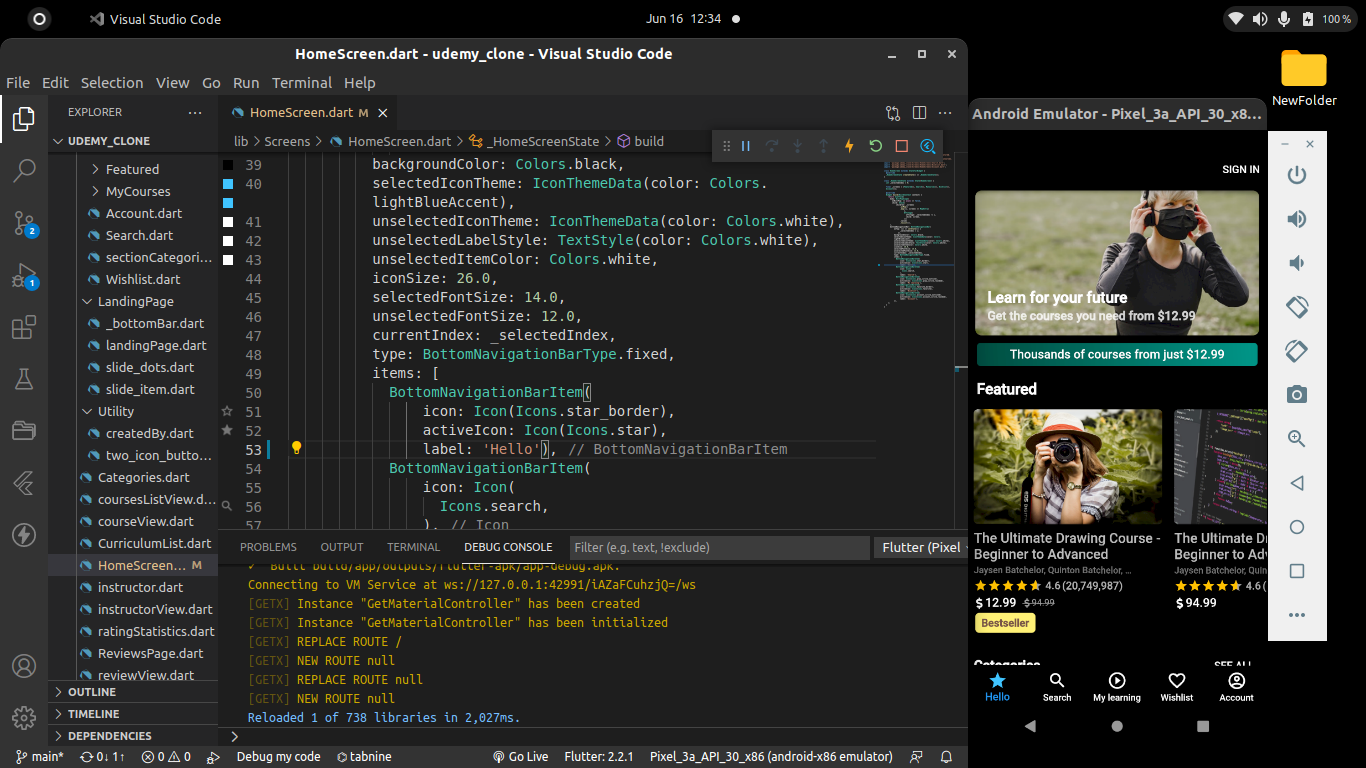 Visual Studio Code
Jun 16 12:34
100 %
HomeScreen.dart - udemy_clone - Visual Studio Code
File Edit Selection View Go Run Terminal Help
EXPLORER
UDEMY_CLONE
Featured
MyCourses
Account.dart
Search.dart
sectionCategori...
Wishlist.dart
LandingPage
_bottomBar.dart
landingPage.dart
slide_dots.dart
slide_item.dart
Utility
createdBy.dart
two_icon_butto...
Categories.dart
coursesListView.d...
courseView.dart
CurriculumList.dart
HomeScreen... M
instructor.dart
instructorView.dart
ratingStatistics.dart
ReviewsPage.dart
reviewView.dart
OUTLINE
TIMELINE
DEPENDENCIES
2
1
HomeScreen.dart M
lib > Screens > HomeScreen.dart > _HomeScreenState > build
39 backgroundColor: Colors.black,
40 selectedIconTheme: IconThemeData(color: Colors.
lightBlueAccent),
41 unselectedIconTheme: IconThemeData(color: Colors.white),
42 unselectedLabelStyle: TextStyle(color: Colors.white),
43 unselectedItemColor: Colors.white,
44 iconSize: 26.0,
45 selectedFontSize: 14.0,
46 unselectedFontSize: 12.0,
47 currentIndex: _selectedIndex,
48 type: BottomNavigationBarType.fixed,
49 items: [
50 BottomNavigationBarItem(
51 icon: Icon(Icons.star_border),
52 activeIcon: Icon(Icons.star),
53 label: 'Hello'), // BottomNavigationBarItem
54 BottomNavigationBarItem(
55 icon: Icon(
56 Icons.search,
57 ), // Icon
PROBLEMS OUTPUT TERMINAL DEBUG CONSOLE Filter (e.g. text, !exclude) Flutter (Pixel
✓ Built build/app/outputs/flutter-apk/app-debug.apk.
Connecting to VM Service at ws://127.0.0.1:42991/iAZaFCuhzjQ=/ws
[GETX] Instance "GetMaterialController" has been created
[GETX] Instance "GetMaterialController" has been initialized
[GETX] REPLACE ROUTE /
[GETX] NEW ROUTE null
[GETX] REPLACE ROUTE null
[GETX] NEW ROUTE null
Reloaded 1 of 738 libraries in 2,027ms.
main* 0↓ 1↑ 0 0 Debug my code tabnine Go Live Flutter: 2.2.1 Pixel_3a_API_30_x86 (android-x86 emulator)
NewFolder
Android Emulator - Pixel_3a_API_30_x8...
SIGN IN
Learn for your future
Get the courses you need from $12.99
Thousands of courses from just $12.99
Featured
The Ultimate Drawing Course -
Beginner to Advanced
Jaysen Batchelor, Quinton Batchelor, ...
4.6 (20,749,987)
$12.99 $94.99
Bestseller
The Ultimate Dra
Beginner to Adva
Jaysen Batchelor, Qui
4.6 (
$94.99
Categories SEE ALL
Hello Search My learning Wishlist Account